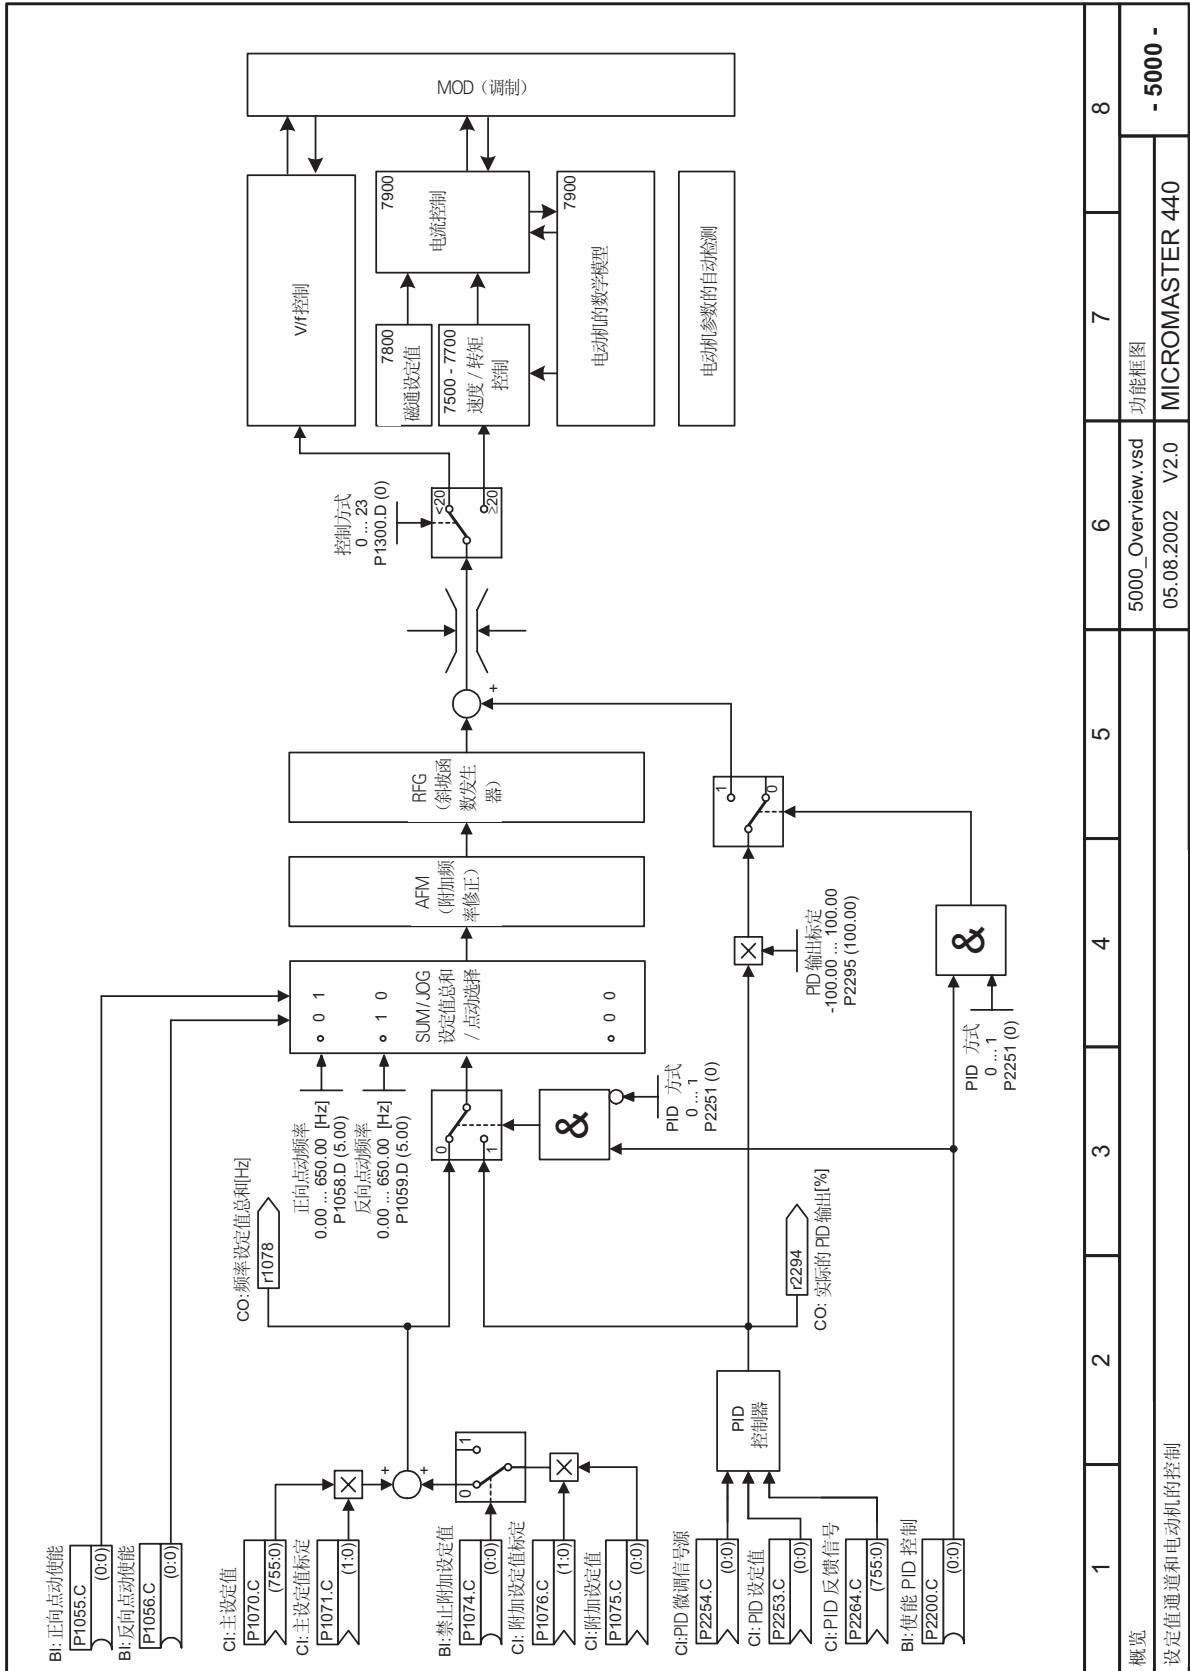 BI: 正向点动使能
P1055.C
(0:0)
BI: 反向点动使能
P1056.C
(0:0)
CI: 主设定值
P1070.C
(755:0)
CI: 主设定值标定
P1071.C
(1:0)
BI:禁止附加设定值
P1074.C
(0:0)
CI: 附加设定值标定
P1076.C
(1:0)
CI:附加设定值
P1075.C
(0:0)
CI:PID 微调信号源
P2254.C
(0:0)
CI: PID 设定值
P2253.C
(0:0)
CI: PID 反馈信号
P2264.C
(755:0)
BI: 使能 PID 控制
P2200.C
(0:0)
+
+
0
1
PID
控制器
CO:频率设定值总和[Hz]
r1078
r2294
CO: 实际的 PID 输出[%]
正向点动频率
0.00 ... 650.00 [Hz]
P1058.D (5.00)
反向点动频率
0.00 ... 650.00 [Hz]
P1059.D (5.00)
0
1
&
PID 方式
0 ... 1
P2251 (0)
0 1
1 0
SUM/JOG
设定值总和
/ 点动选择
0 0
PID 输出标定
-100.00 ... 100.00
P2295 (100.00)
&
PID 方式
0 ... 1
P2251 (0)
AFM
（附加频
率修正）
RFG
（斜坡函
数发生
器）
1
0
+
控制方式
0 ... 23
P1300.D (0)
<20
≥20
V/f控制
7800
磁通设定值
7500 - 7700
速度 / 转矩
控制
7900
电流控制
7900
电动机的数学模型
电动机参数的自动检测
MOD（调制）
1
2
3
4
5
6
7
8
概览
5000_Overview.vsd
功能框图
- 5000 -
设定值通道和电动机的控制
05.08.2002 V2.0
MICROMASTER 440